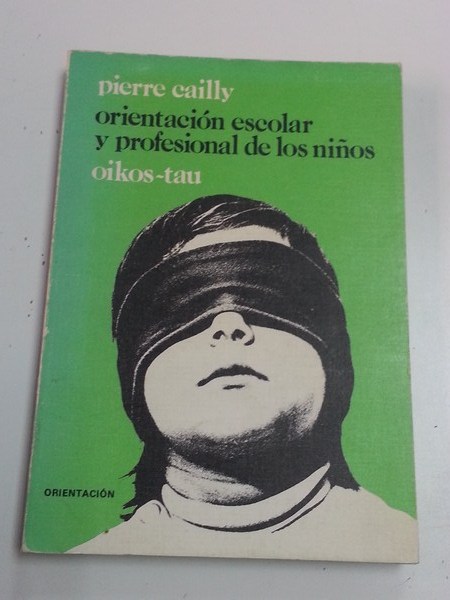 pierre cailly
orientación escolar
y profesional de los niños
oikos-tau
ORIENTACIÓN